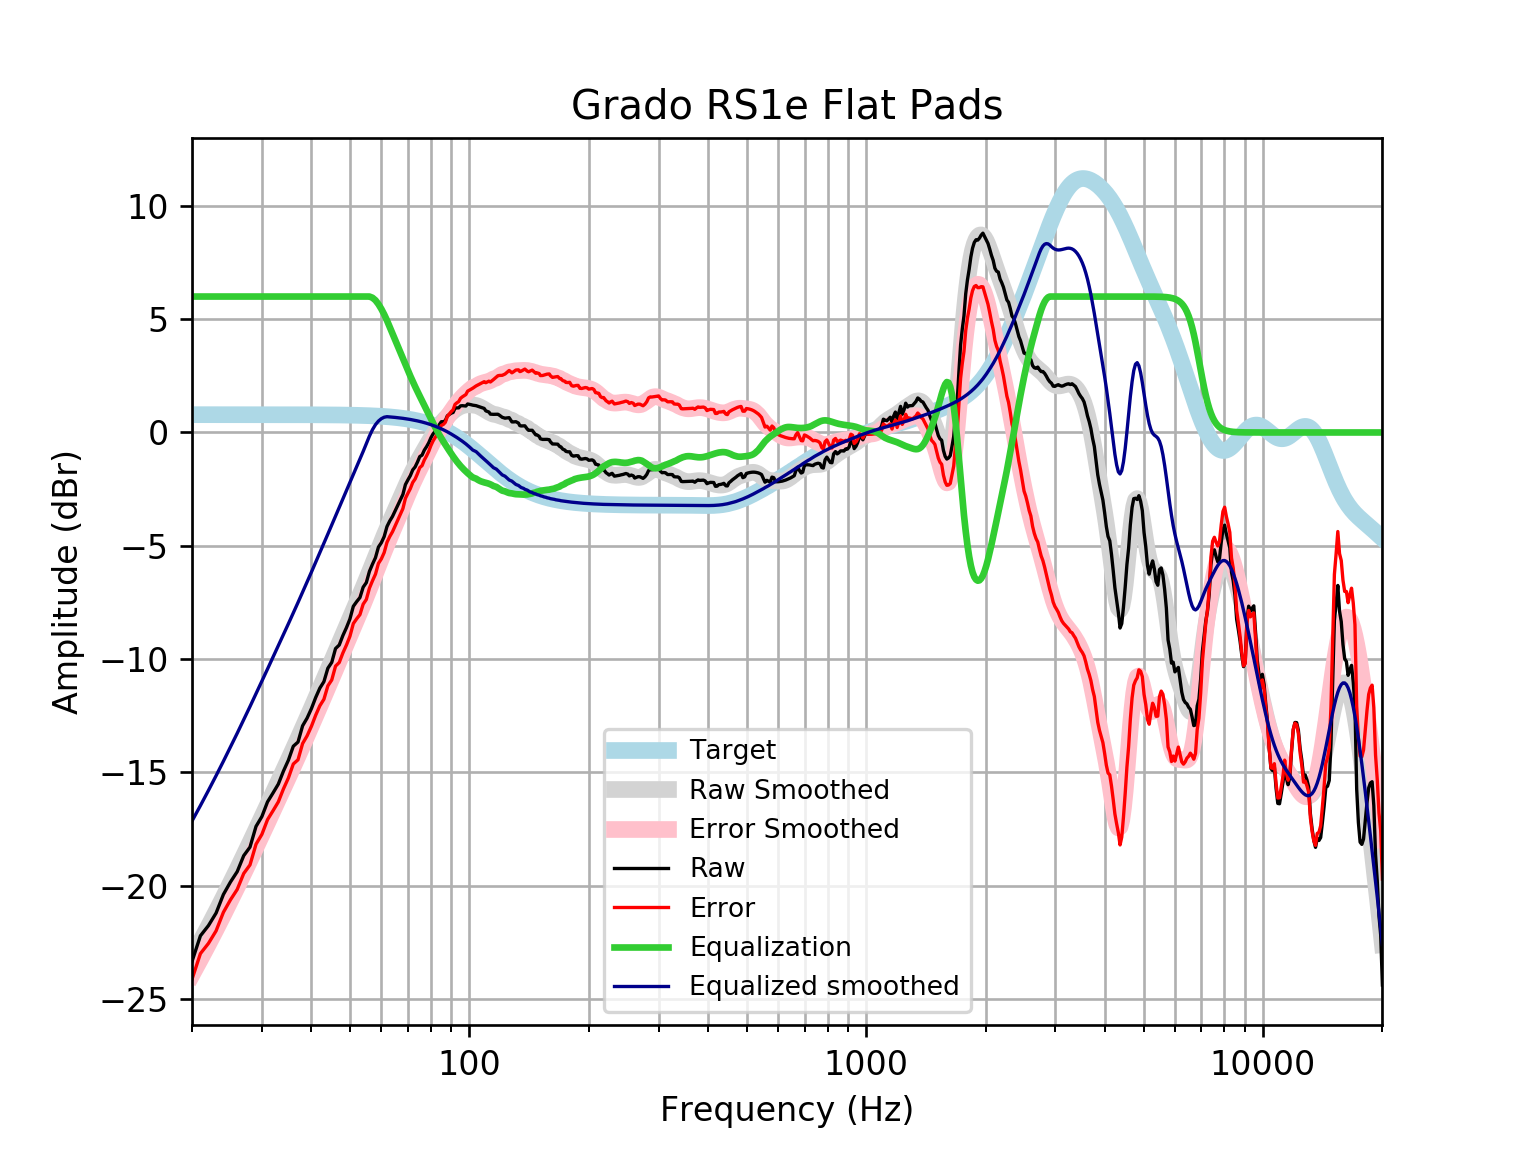 Grado RS1e Flat Pads
Amplitude (dBr)
10
5
0
−5
−10
−15
−20
−25
Target
Raw Smoothed
Error Smoothed
Raw
Error
Equalization
Equalized smoothed
100 1000 10000
Frequency (Hz)